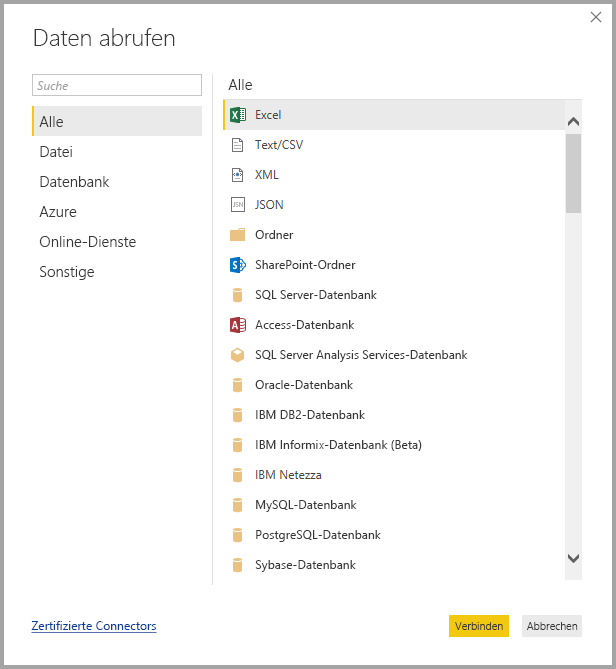 Daten abrufen
Suche
Alle
Datei
Datenbank
Azure
Online-Dienste
Sonstige
Alle
Excel
Text/CSV
XML
JSON
Ordner
SharePoint-Ordner
SQL Server-Datenbank
Access-Datenbank
SQL Server Analysis Services-Datenbank
Oracle-Datenbank
IBM DB2-Datenbank
IBM Informix-Datenbank (Beta)
IBM Netezza
MySQL-Datenbank
PostgreSQL-Datenbank
Sybase-Datenbank
Zertifizierte Connectors
Verbinden
Abbrechen